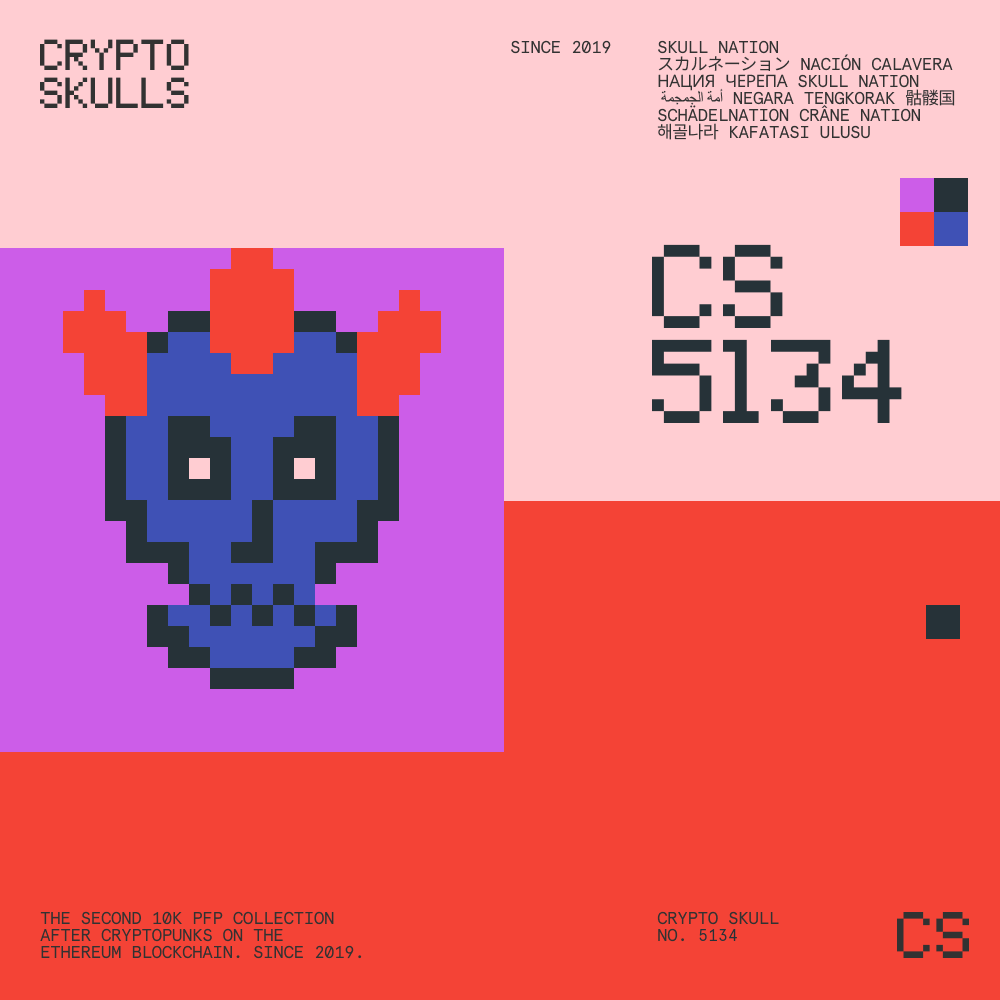 CRYPTO
SKULLS
SINCE 2019
SKULL NATION
スカルネーション NACIÓN CALAVERA
НАЦИЯ ЧЕРЕПА SKULL NATION
أمة الجمجمة NEGARA TENGKORAK 骷髅国
SCHÄDELNATION CRÂNE NATION
해골나라 KAFATASI ULUSU
CS
5134
THE SECOND 10K PFP COLLECTION
AFTER CRYPTOPUNKS ON THE
ETHEREUM BLOCKCHAIN. SINCE 2019.
CRYPTO SKULL
NO. 5134
CS